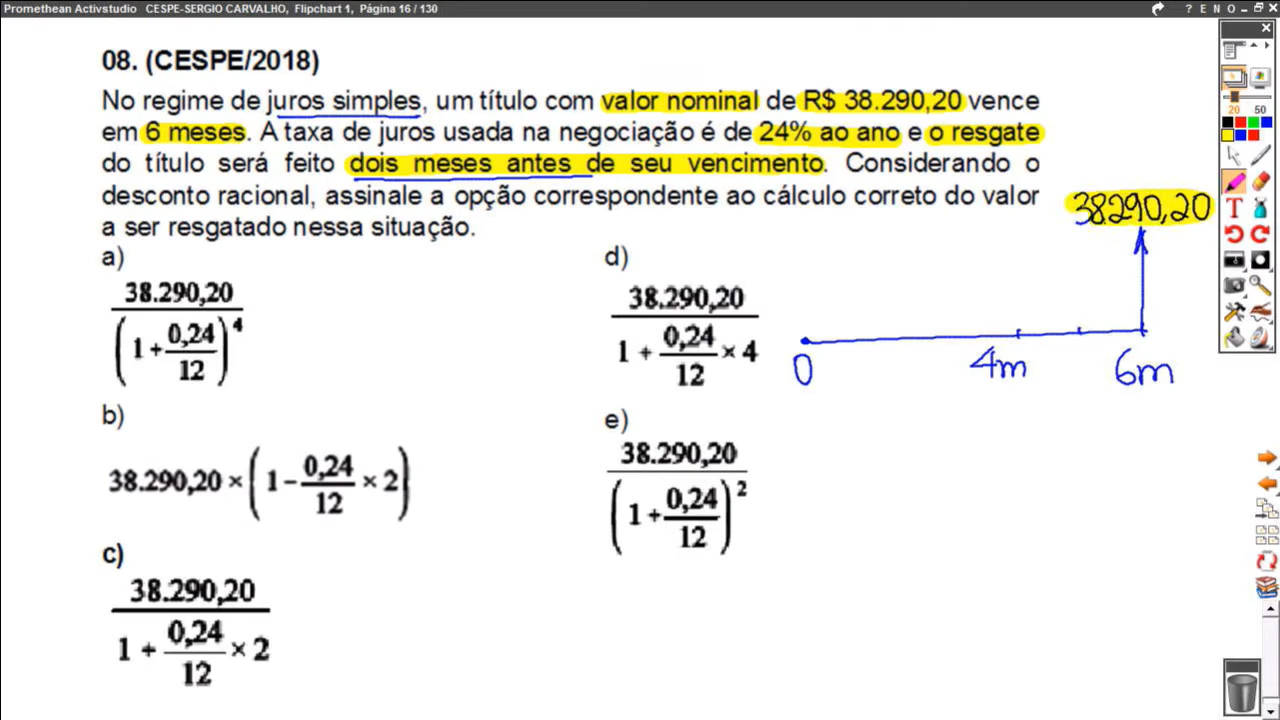 Promethean Activstudio CESPE-SERGIO CARVALHO, Flipchart 1, Página 16 / 130
? E N O
08. (CESPE/2018)
No regime de juros simples, um título com valor nominal de R$ 38.290,20 vence
em 6 meses. A taxa de juros usada na negociação é de 24% ao ano e o resgate
do título será feito dois meses antes de seu vencimento. Considerando o
desconto racional, assinale a opção correspondente ao cálculo correto do valor
a ser resgatado nessa situação.
20 50
T
38290,20
0 4m 6m
a)
38.290,20
(1 + 0,24
12)^4
b)
38.290,20 × (1 – 0,24
12 × 2)
c)
38.290,20
1 + 0,24
12 × 2
d)
38.290,20
1 + 0,24
12 × 4
e)
38.290,20
(1 + 0,24
12)^2